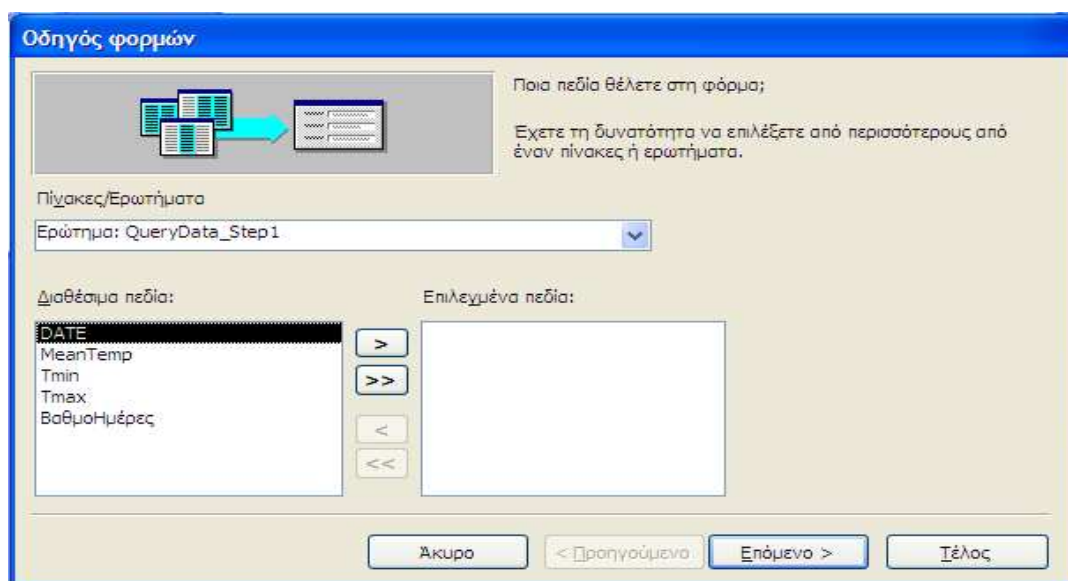 Οδηγός φορμών
Ποια πεδία θέλετε στη φόρμα;
Έχετε τη δυνατότητα να επιλέξετε από περισσότερους από
έναν πίνακες ή ερωτήματα.
Πίνακες/Ερωτήματα
Ερώτημα: QueryData_Step1
Διαθέσιμα πεδία:
Επιλεγμένα πεδία:
DATE
MeanTemp
Tmin
Tmax
ΒαθμοΗμέρες
>
>>
<
<<
Άκυρο
< Προηγούμενο
Επόμενο >
Τέλος